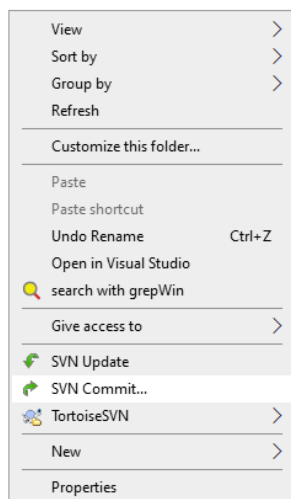 View
Sort by
Group by
Refresh
Customize this folder...
Paste
Paste shortcut
Undo Rename Ctrl+Z
Open in Visual Studio
search with grepWin
Give access to
SVN Update
SVN Commit...
TortoiseSVN
New
Properties